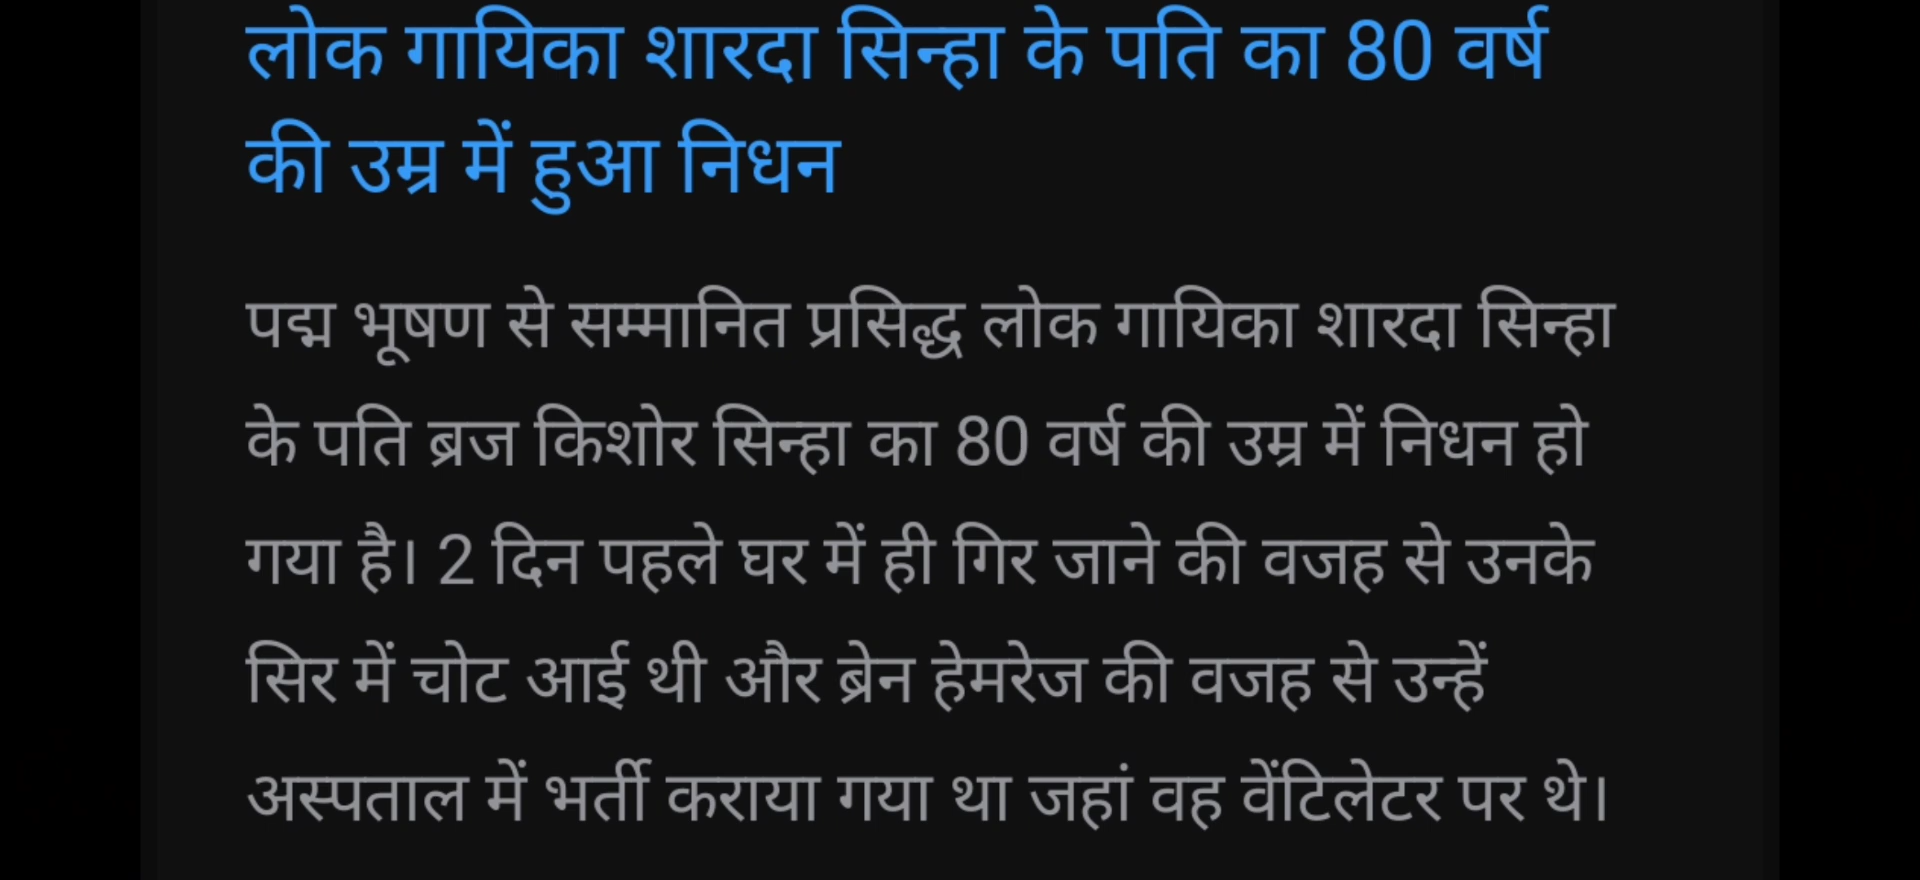 लोक गायिका शारदा सिन्हा के पति का 80 वर्ष
की उम्र में हुआ निधन
पद्म भूषण से सम्मानित प्रसिद्ध लोक गायिका शारदा सिन्हा
के पति ब्रज किशोर सिन्हा का 80 वर्ष की उम्र में निधन हो
गया है। 2 दिन पहले घर में ही गिर जाने की वजह से उनके
सिर में चोट आई थी और ब्रेन हेमरेज की वजह से उन्हें
अस्पताल में भर्ती कराया गया था जहां वह वेंटिलेटर पर थे।